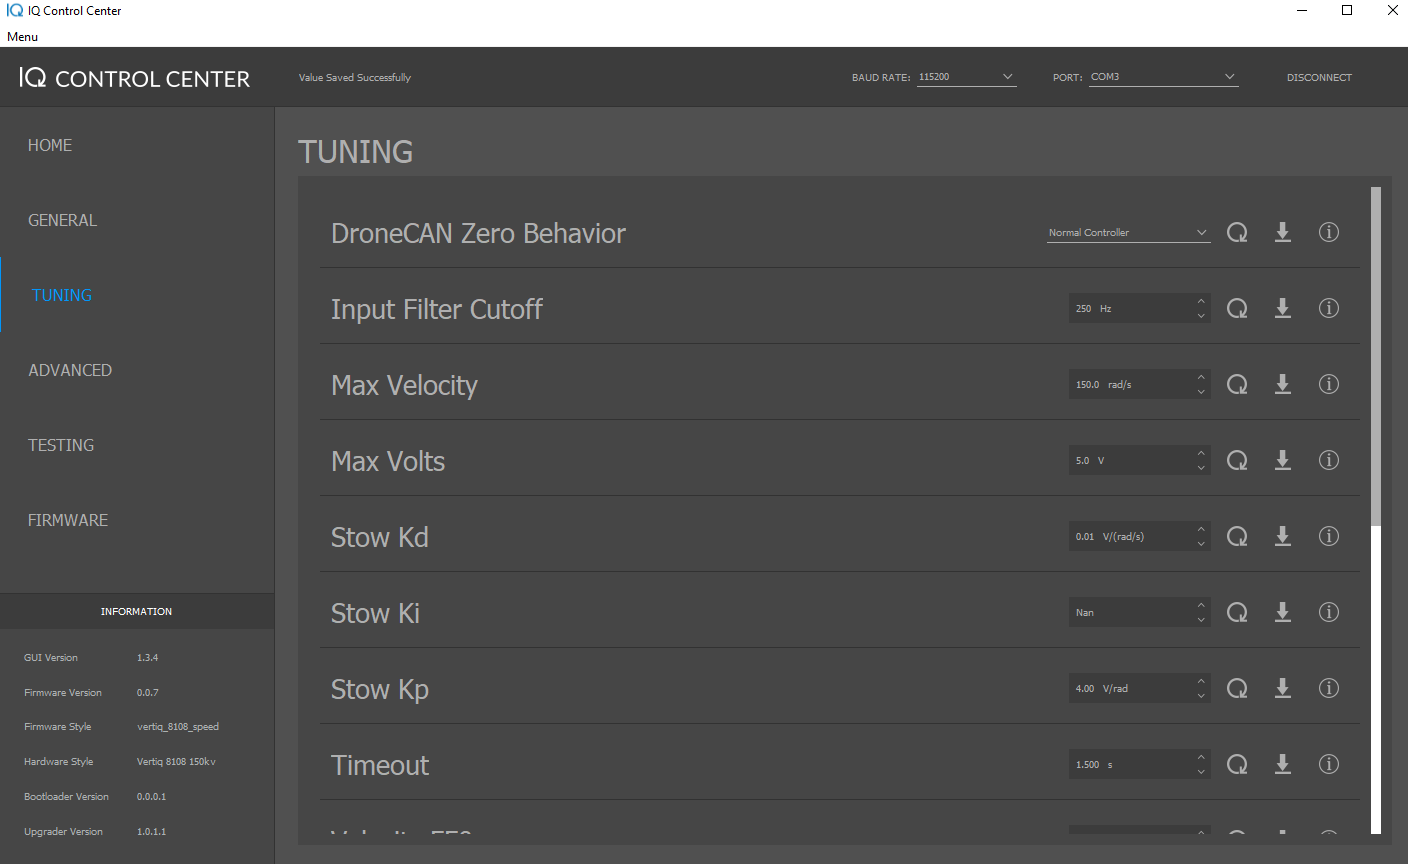 IQ Control Center
Menu
IQ CONTROL CENTER
Value Saved Successfully
BAUD RATE: 115200
PORT: COM3
DISCONNECT
HOME
GENERAL
TUNING
ADVANCED
TESTING
FIRMWARE
INFORMATION
GUI Version 1.3.4
Firmware Version 0.0.7
Firmware Style vertiq_8108_speed
Hardware Style Vertiq 8108 150kv
Bootloader Version 0.0.0.1
Upgrader Version 1.0.1.1
TUNING
DroneCAN Zero Behavior Normal Controller
Input Filter Cutoff 250 Hz
Max Velocity 150.0 rad/s
Max Volts 5.0 V
Stow Kd 0.01 V/(rad/s)
Stow Ki Nan
Stow Kp 4.00 V/rad
Timeout 1.500 s